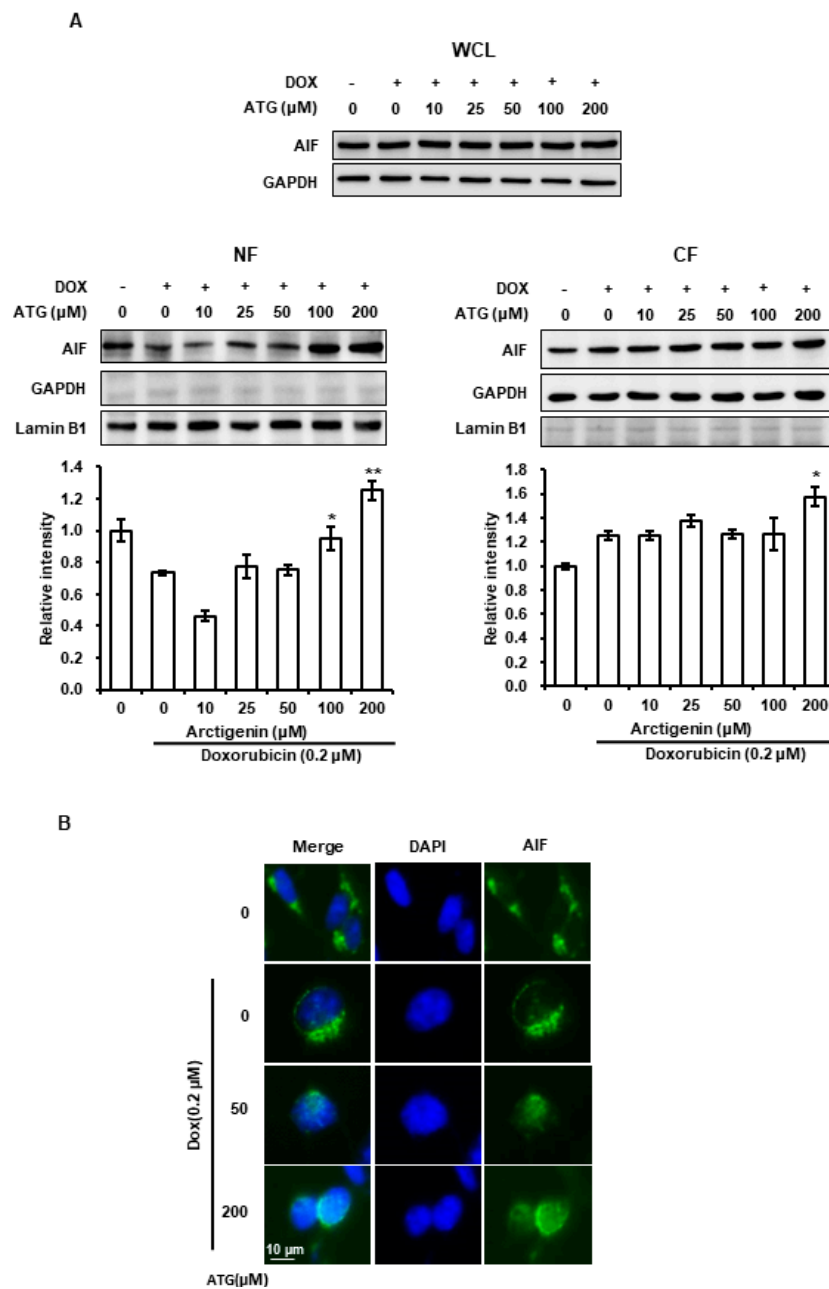 A
WCL
DOX - + + + + + +
ATG (µM) 0 0 10 25 50 100 200
AIF
GAPDH
NF
DOX - + + + + + +
ATG (µM) 0 0 10 25 50 100 200
AIF
GAPDH
Lamin B1
1.4
1.2
1.0
0.8
0.6
0.4
0.2
0.0
Relative intensity
* **
0 0 10 25 50 100 200
Arctigenin (µM)
Doxorubicin (0.2 µM)
CF
DOX - + + + + + +
ATG (µM) 0 0 10 25 50 100 200
AIF
GAPDH
Lamin B1
1.8
1.6
1.4
1.2
1.0
0.8
0.6
0.4
0.2
0.0
Relative intensity
*
0 0 10 25 50 100 200
Arctigenin (µM)
Doxorubicin (0.2 µM)
B
Merge DAPI AIF
0
0
50
200
Dox(0.2 µM)
10 µm
ATG(µM)